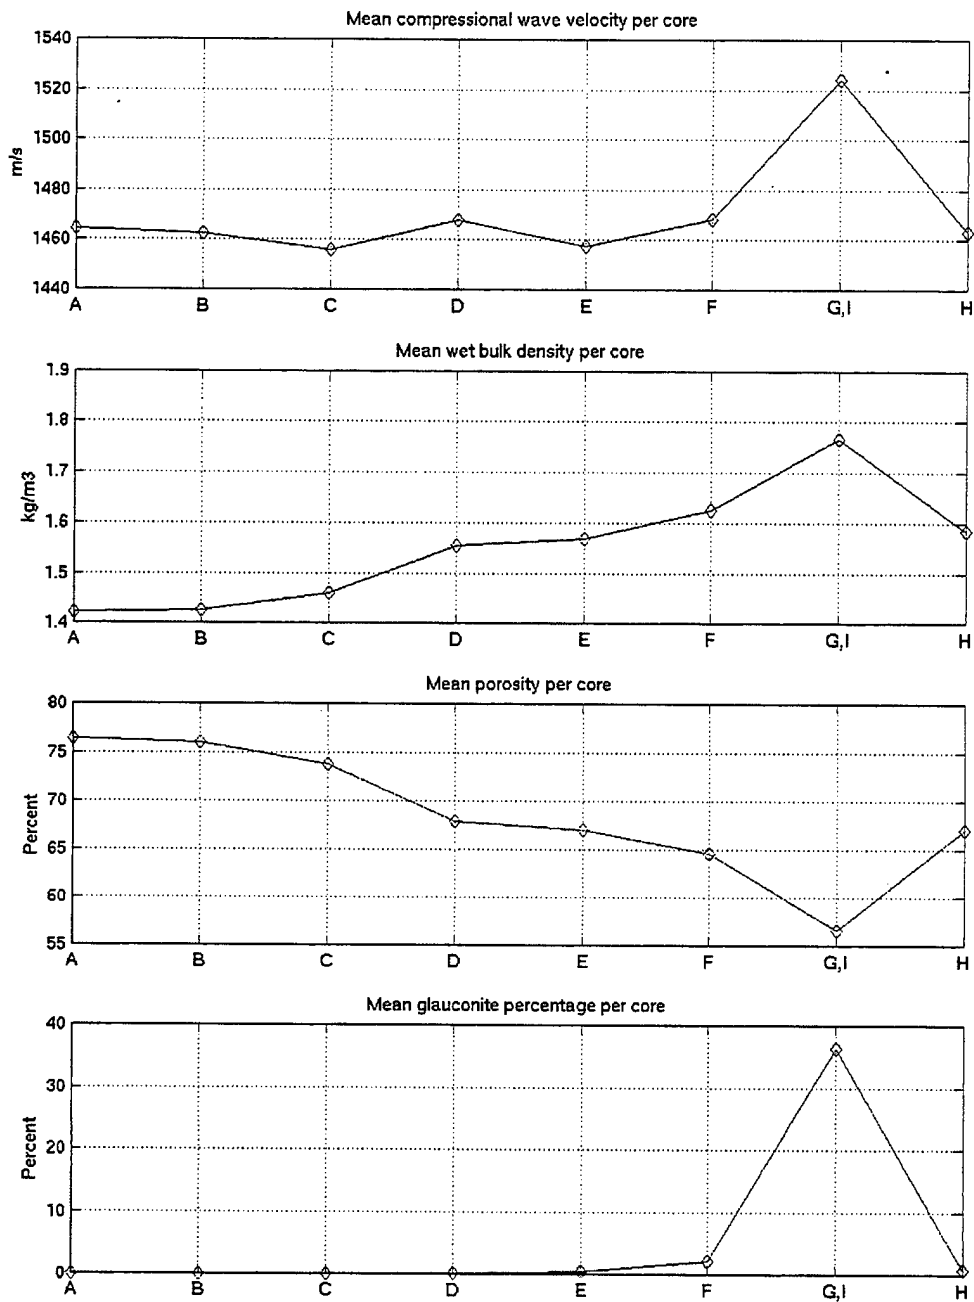 Mean compressional wave velocity per core
1540
1520
1500
m/s
1480
1460
1440
A B C D E F G,I H
Mean wet bulk density per core
1.9
1.8
1.7
kg/m3
1.6
1.5
1.4
A B C D E F G,I H
Mean porosity per core
80
75
70
Percent
65
60
55
A B C D E F G,I H
Mean glauconite percentage per core
40
30
Percent
20
10
0
A B C D E F G,I H